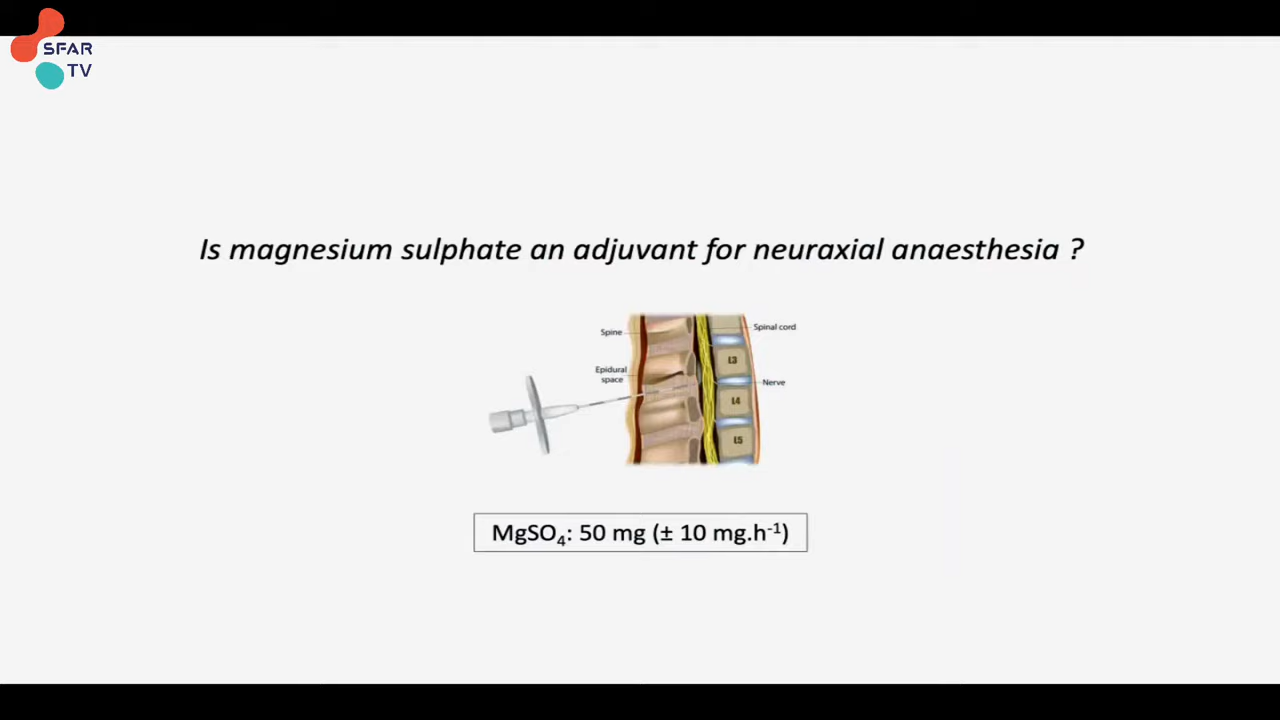 SFAR
TV
Is magnesium sulphate an adjuvant for neuraxial anaesthesia ?
Spine
Spinal cord
L3
Epidural
space
Nerve
L4
L5
MgSO₄: 50 mg (± 10 mg.h⁻¹)